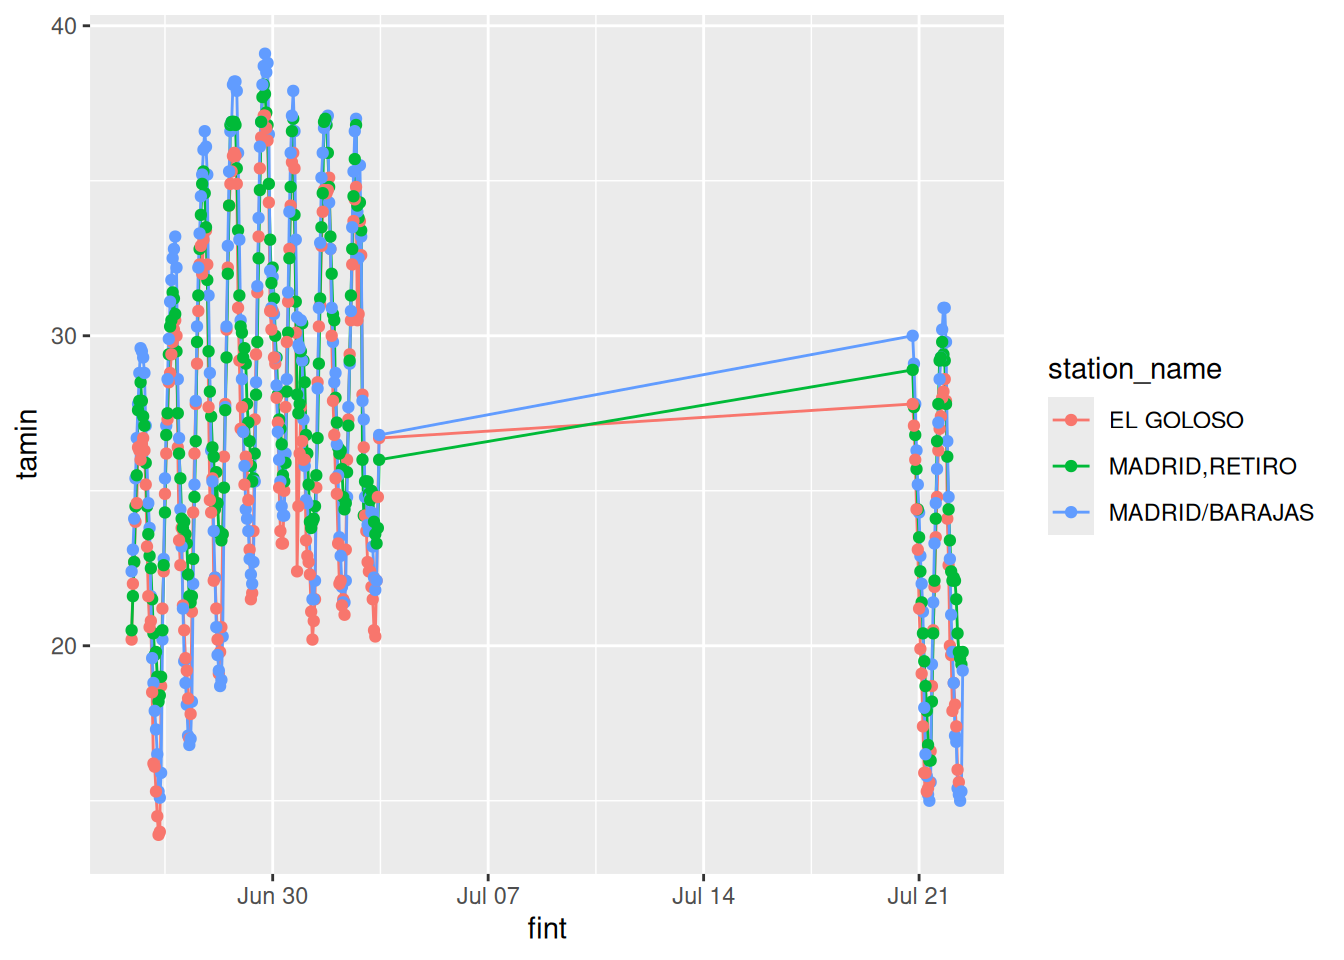 40
30
20
tamin
Jun 30
Jul 07
Jul 14
Jul 21
fint
station_name
EL GOLOSO
MADRID,RETIRO
MADRID/BARAJAS